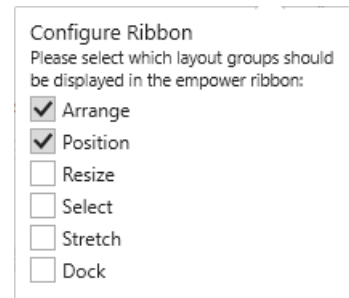 Configure Ribbon
Please select which layout groups should
be displayed in the empower ribbon:
Arrange
Position
Resize
Select
Stretch
Dock